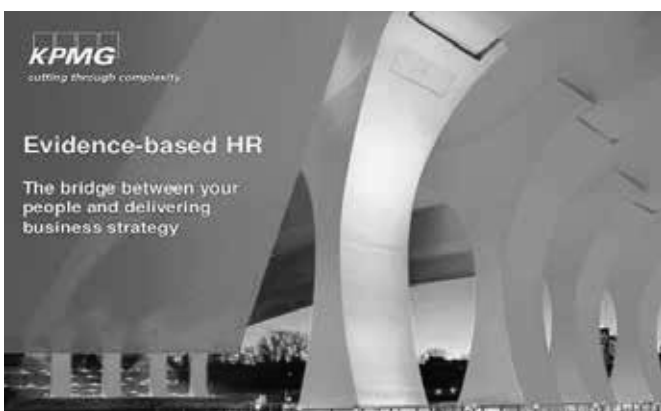 KPMG
cutting through complexity
Evidence-based HR
The bridge between your
people and delivering
business strategy